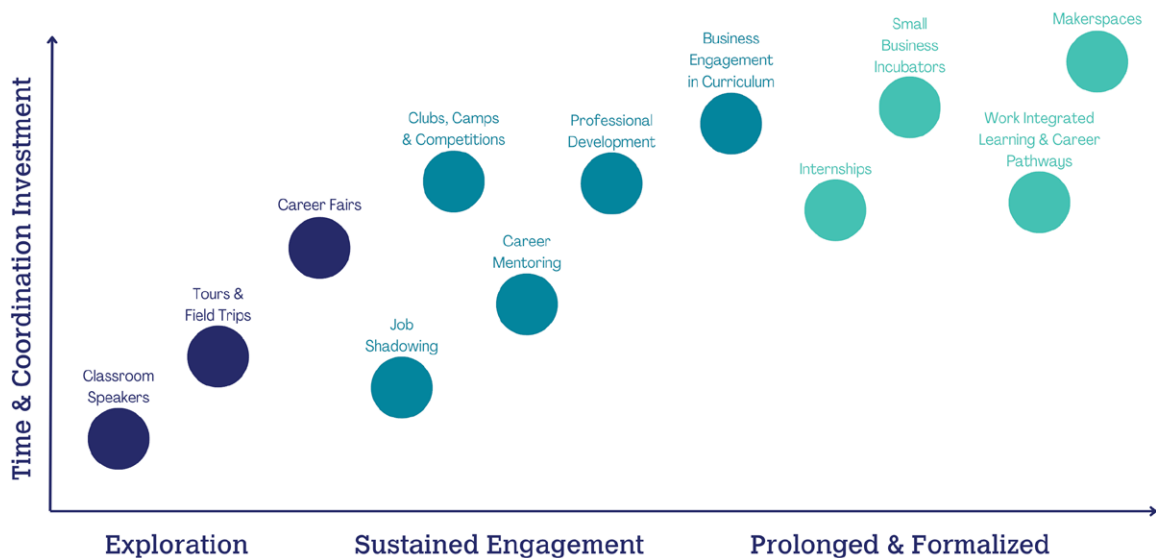 Time & Coordination Investment
Classroom
Speakers
Tours &
Field Trips
Career Fairs
Job
Shadowing
Clubs, Camps
& Competitions
Career
Mentoring
Professional
Development
Business
Engagement
in Curriculum
Internships
Small
Business
Incubators
Work Integrated
Learning & Career
Pathways
Makerspaces
Exploration
Sustained Engagement
Prolonged & Formalized